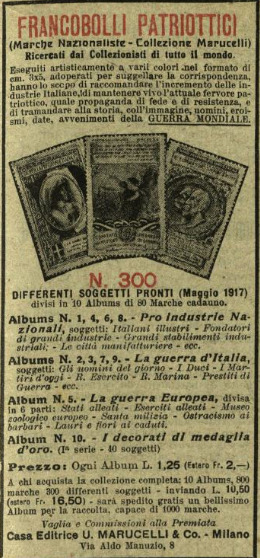 FRANCOBOLLI PATRIOTTICI
(Marche Nazionaliste - Collezione Marucelli)
Ricercati dai Collezionisti di tutto il mondo.
Eseguiti artisticamente a varii colori nel formato di
cm. 3x5, adoperati per suggellare la corrispondenza,
hanno lo scopo di raccomandare l'incremento delle in-
dustrie Italiane, di mantenere vivo l'attuale fervore pa-
triottico, quale propaganda di fede e di resistenza, e
di tramandare alla storia, coll'immagine, nomini, eroi-
smi, date, avvenimenti della GUERRA MONDIALE.
N. 300
DIFFERENTI SOGGETTI PRONTI (Maggio 1917)
divisi in 10 Albums di 80 Marche cadauno.
Albums N. 1, 4, 6, 8. - Pro Industrie Na-
zionali, soggetti: Italiani illustri - Fondatori
di grandi industrie - Grandi stabilimenti indu-
striali; - Le città manifatturiere - ecc.
Albums N. 2, 3, 7, 9. - La guerra d'Italia,
soggetti: Gli nomini del giorno - I Duci - I Mar-
tiri d'oggi - R. Esercito - R. Marina - Prestiti di
Guerra - ecc.
Album N. 5. - La guerra Europea, divisa
in 6 parti: Stati alleati - Eserciti alleati - Museo
zoologico europeo - Santa milizia - Ostracismo ai
barbari - Lauri e fiori ai caduti.
Album N. 10. - I decorati di medaglia
d'oro. (Iª serie - 40 soggetti)
Prezzo: Ogni Album L. 1,25 (Estero Fr. 2,-)
A chi acquista la collezione completa: 10 Albums, 800
marche 300 differenti soggetti - inviando L. 10,50
(estero Fr. 16,50) - sarà spedito gratis un bellissimo
Album per la raccolta, capace di 1000 marche.
Vaglia e Commissioni alla Premiata
Casa Editrice U. MARUCELLI & C. - Milano
Via Aldo Manuzio, 8